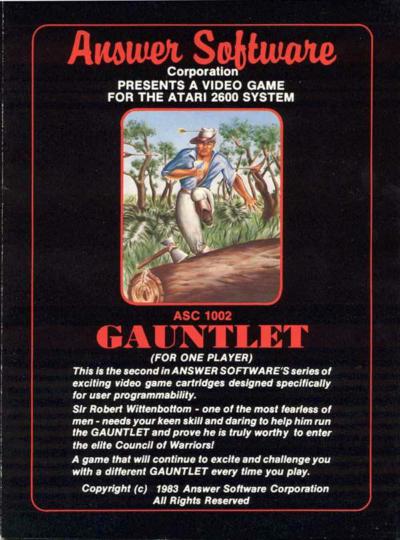 Answer Software
Corporation
PRESENTS A VIDEO GAME
FOR THE ATARI 2600 SYSTEM
ASC 1002
GAUNTLET
(FOR ONE PLAYER)
This is the second in ANSWER SOFTWARE'S series of
exciting video game cartridges designed specifically
for user programmability.
Sir Robert Wittenbottom - one of the most fearless of
men - needs your keen skill and daring to help him run
the GAUNTLET and prove he is truly worthy to enter
the elite Council of Warriors!
A game that will continue to excite and challenge you
with a different GAUNTLET every time you play.
Copyright (c) 1983 Answer Software Corporation
All Rights Reserved